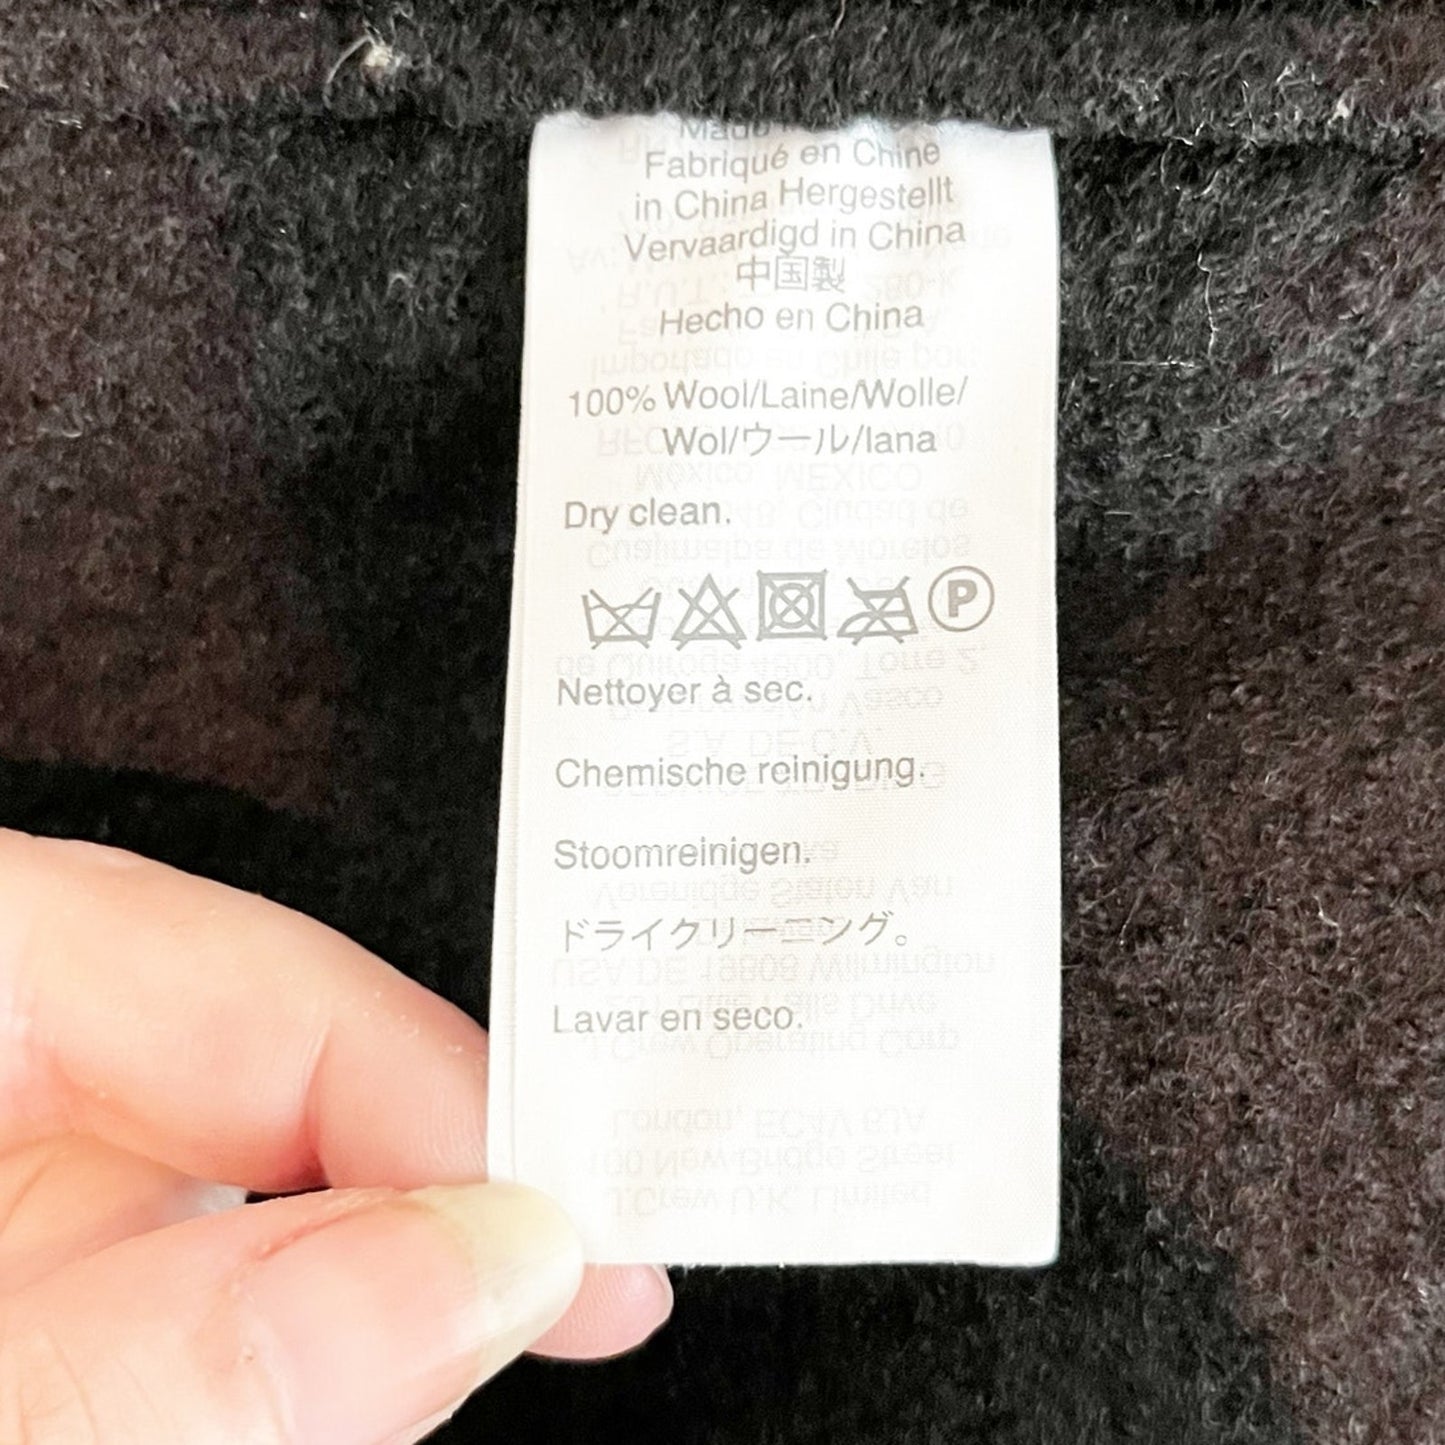 Made
Fabriqué en Chine
in China Hergestellt
Vervaardigd in China
中国製
Hecho en China
100% Wool/Laine/Wolle/
Wol/ウール/lana
Dry clean.
P
Nettoyer à sec.
Chemische reinigung.
Stoomreinigen.
ドライクリーニング。
Lavar en seco.